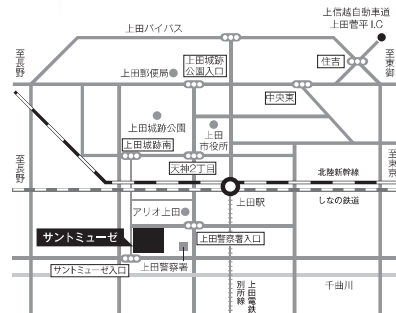 上信越自動車道
上田菅平 I.C
上田バイパス
至長野
上田郵便局
上田城跡
公園入口
住吉
至東御
中央東
上田城跡公園
上田
市役所
上田城跡南
天神2丁目
至長野
至東京
北陸新幹線
上田駅
しなの鉄道
アリオ上田
サントミューゼ
上田警察署入口
サントミューゼ入口
上田警察署
上田電鉄
別所線
千曲川